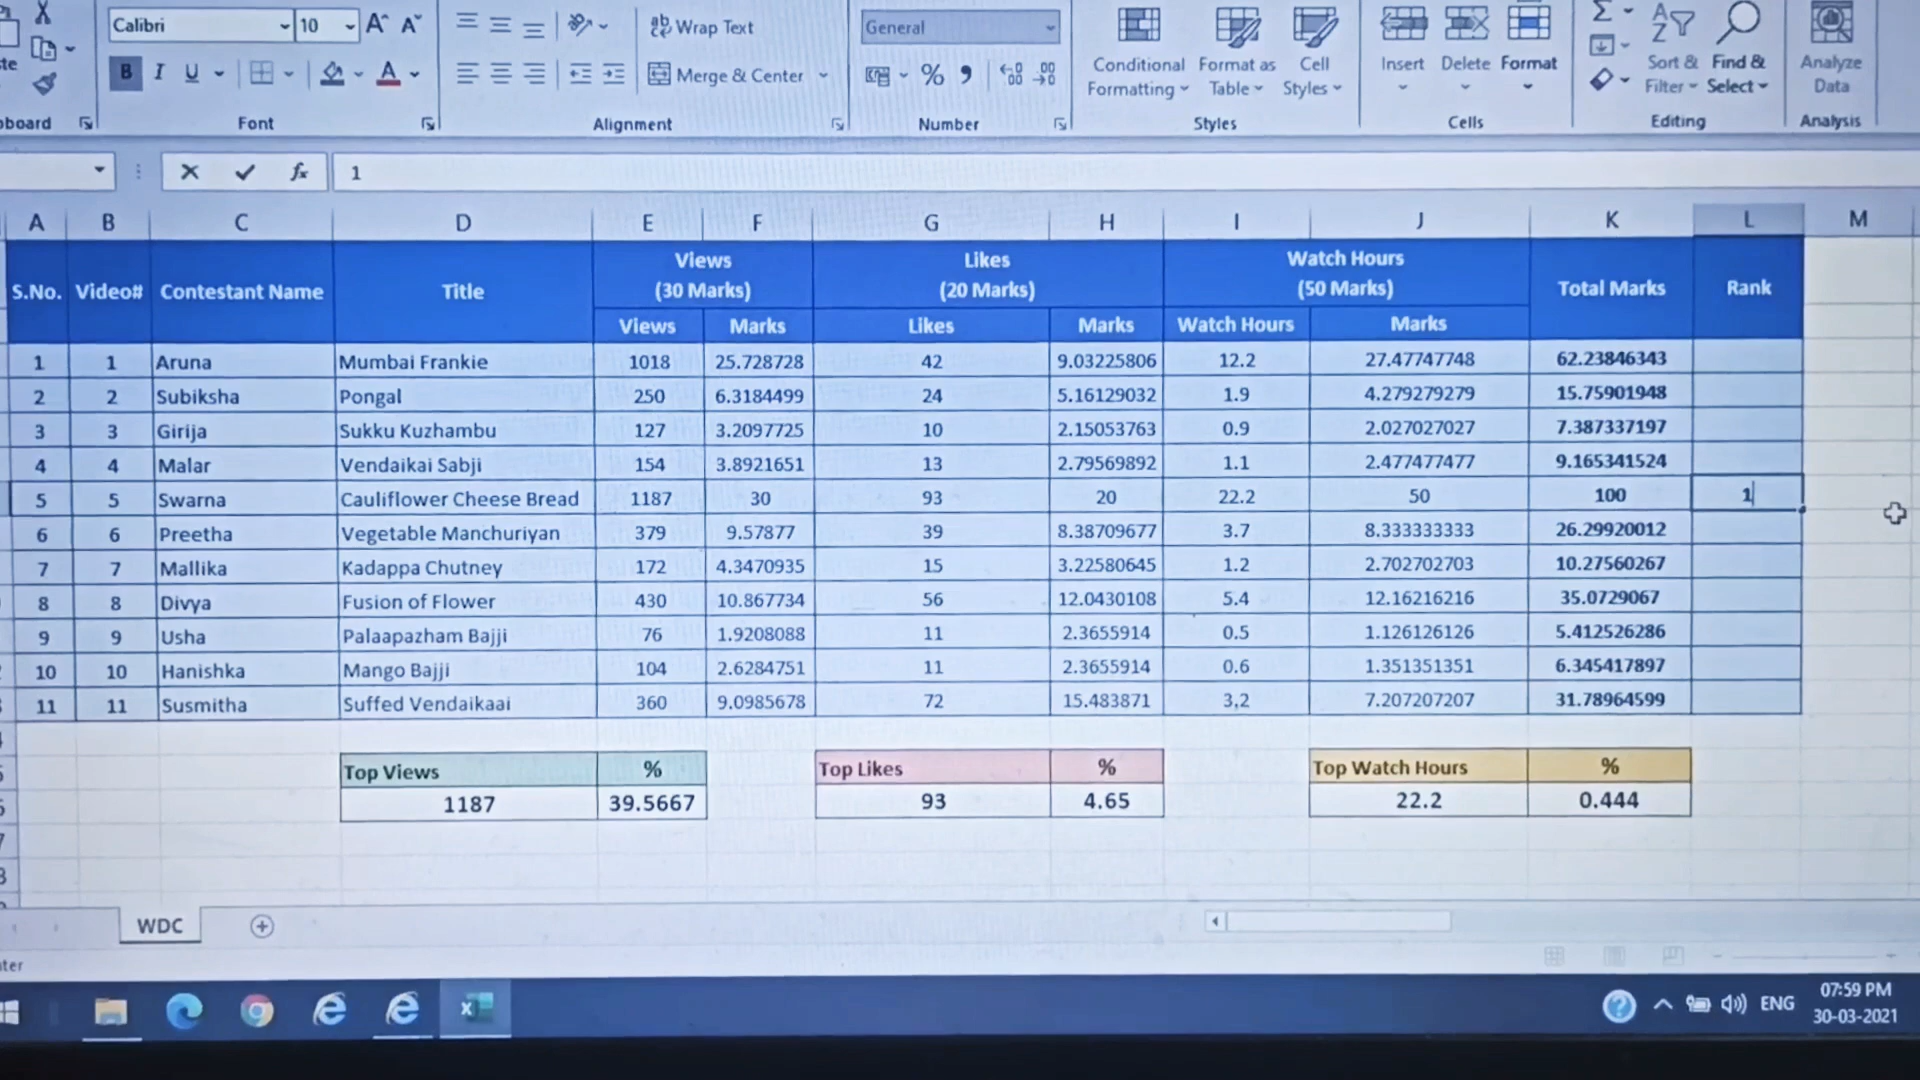 Calibri 10 Wrap Text General
B I U Merge & Center % Conditional Formatting Format as Table Cell Styles Insert Delete Format Sort & Filter Find & Select Analyze Data
Font Alignment Number Styles Cells Editing Analysis
fx 1
A B C D E F G H I J K L M
S.No. Video# Contestant Name Title Views (30 Marks) Likes (20 Marks) Watch Hours (50 Marks) Total Marks Rank
Views Marks Likes Marks Watch Hours Marks
1 1 Aruna Mumbai Frankie 1018 25.728728 42 9.03225806 12.2 27.47747748 62.23846343
2 2 Subiksha Pongal 250 6.3184499 24 5.16129032 1.9 4.279279279 15.75901948
3 3 Girija Sukku Kuzhambu 127 3.2097725 10 2.15053763 0.9 2.027027027 7.387337197
4 4 Malar Vendaikai Sabji 154 3.8921651 13 2.79569892 1.1 2.477477477 9.165341524
5 5 Swarna Cauliflower Cheese Bread 1187 30 93 20 22.2 50 100 1
6 6 Preetha Vegetable Manchuriyan 379 9.57877 39 8.38709677 3.7 8.333333333 26.29920012
7 7 Mallika Kadappa Chutney 172 4.3470935 15 3.22580645 1.2 2.702702703 10.27560267
8 8 Divya Fusion of Flower 430 10.867734 56 12.0430108 5.4 12.16216216 35.0729067
9 9 Usha Palaapazham Bajji 76 1.9208088 11 2.3655914 0.5 1.126126126 5.412526286
10 10 Hanishka Mango Bajji 104 2.6284751 11 2.3655914 0.6 1.351351351 6.345417897
11 11 Susmitha Suffed Vendaikaai 360 9.0985678 72 15.483871 3,2 7.207207207 31.78964599
Top Views % Top Likes % Top Watch Hours %
1187 39.5667 93 4.65 22.2 0.444
WDC
ENG 07:59 PM
30-03-2021